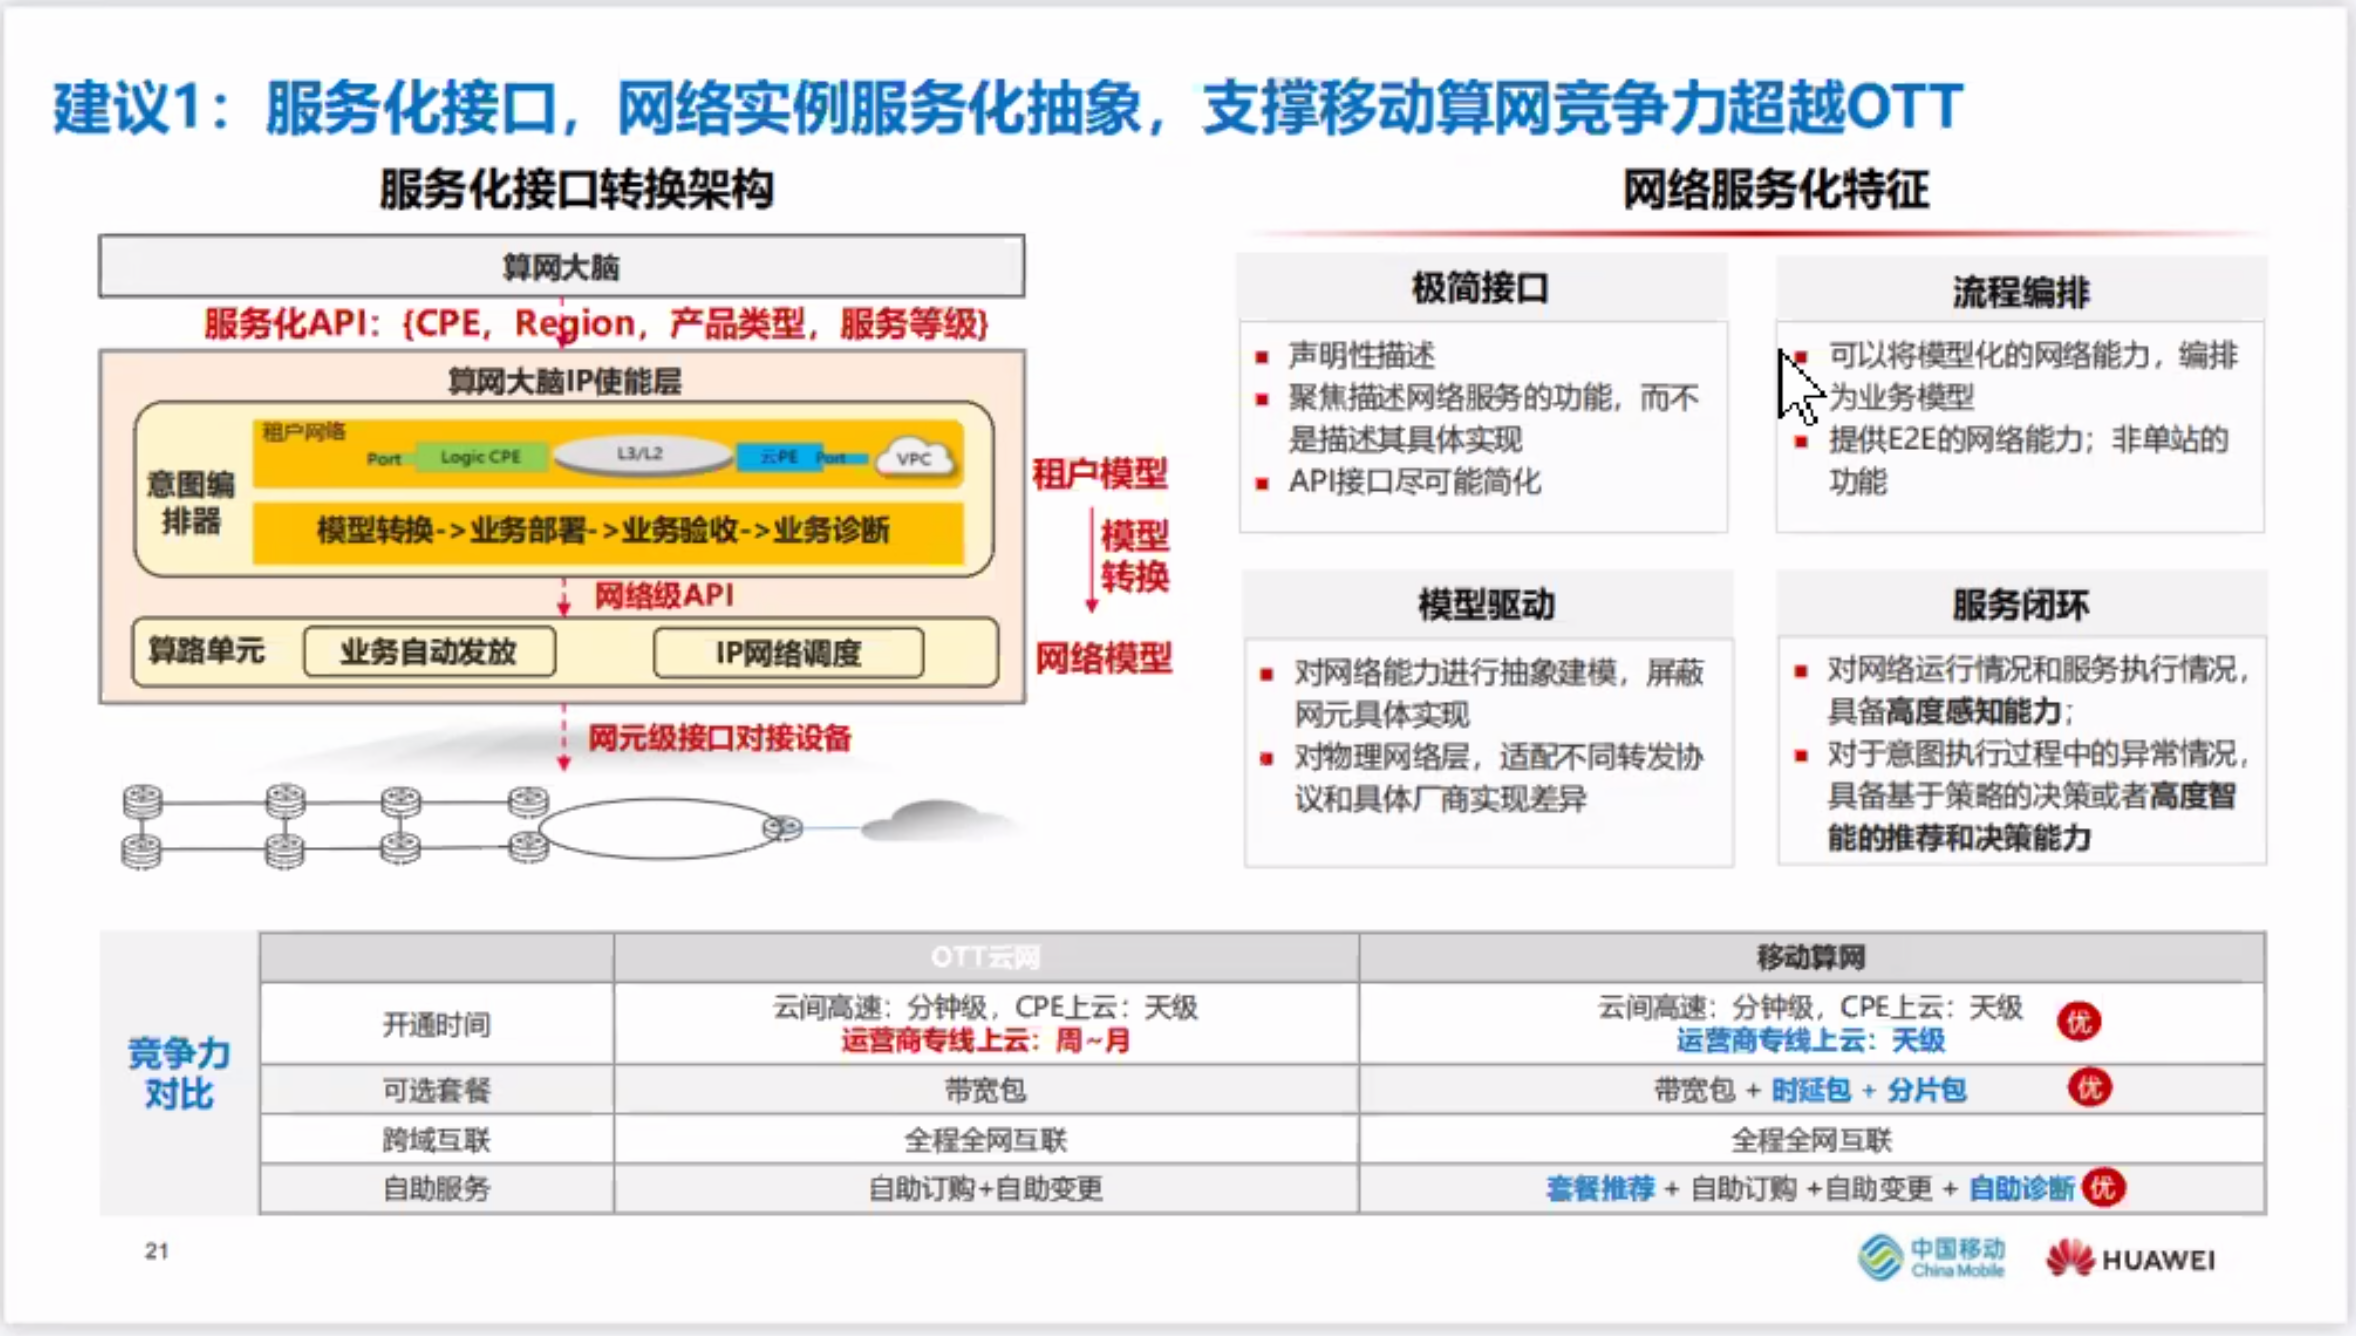 建议1：服务化接口，网络实例服务化抽象，支撑移动算网竞争力超越OTT
服务化接口转换架构
算网大脑
服务化API：{CPE，Region，产品类型，服务等级}
算网大脑IP使能层
意图编
排器
租户网络
Port
Logic CPE
L3/L2
云PE
Port
VPC
模型转换->业务部署->业务验收->业务诊断
网络级API
算路单元
业务自动发放
IP网络调度
网元级接口对接设备
租户模型
模型
转换
网络模型
网络服务化特征
极简接口
声明性描述
聚焦描述网络服务的功能，而不
是描述其具体实现
API接口尽可能简化
流程编排
可以将模型化的网络能力，编排
为业务模型
提供E2E的网络能力；非单站的
功能
模型驱动
对网络能力进行抽象建模，屏蔽
网元具体实现
对物理网络层，适配不同转发协
议和具体厂商实现差异
服务闭环
对网络运行情况和服务执行情况，
具备高度感知能力；
对于意图执行过程中的异常情况，
具备基于策略的决策或者高度智
能的推荐和决策能力
竞争力
对比
OTT云网
移动算网
开通时间
云间高速：分钟级，CPE上云：天级
运营商专线上云：周~月
云间高速：分钟级，CPE上云：天级
运营商专线上云：天级
优
可选套餐
带宽包
带宽包 + 时延包 + 分片包
优
跨域互联
全程全网互联
全程全网互联
自助服务
自助订购+自助变更
套餐推荐 + 自助订购 +自助变更 + 自助诊断
优
21
中国移动
China Mobile
HUAWEI